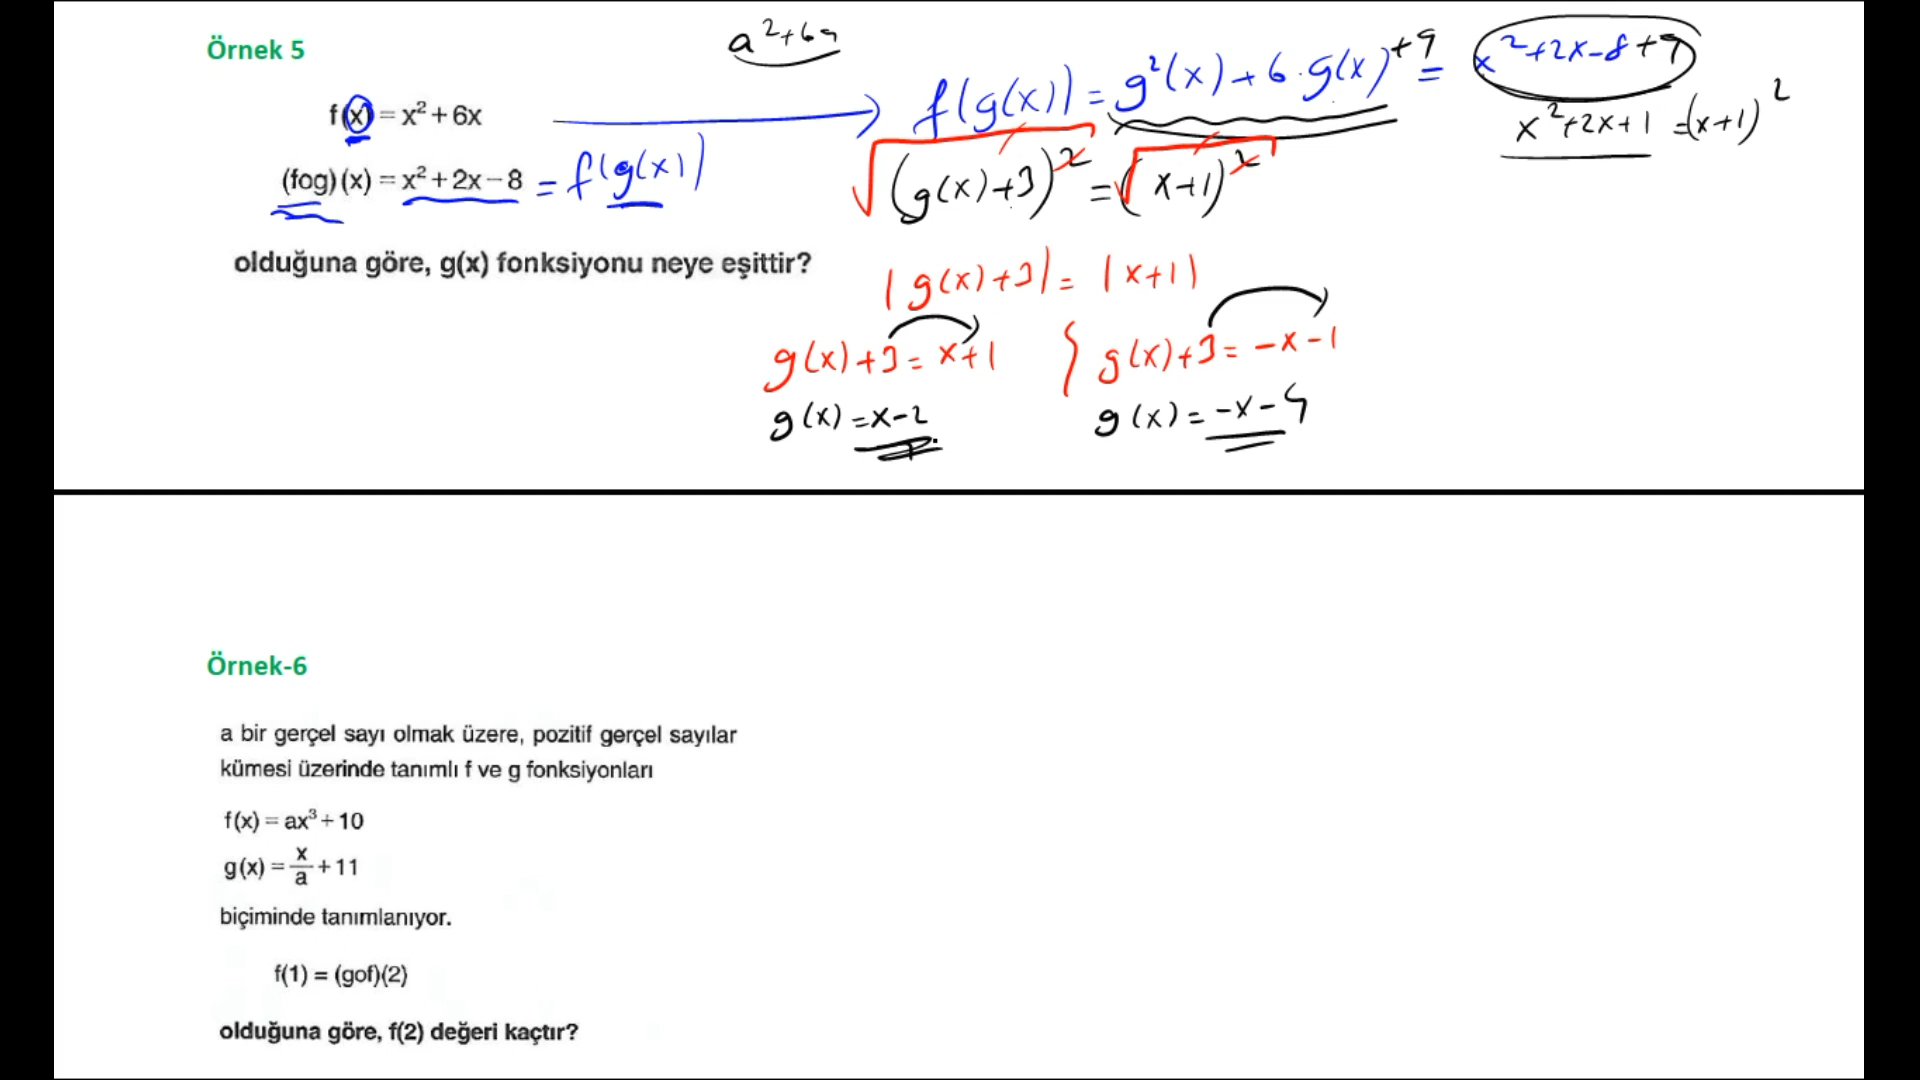 Örnek 5
a²+6a
f(x) = x² + 6x
f(g(x)) = g²(x) + 6.g(x) +9 = x²+2x-8+9
x²+2x+1 = (x+1)²
(fog)(x) = x² + 2x – 8 = f(g(x))
√(g(x)+3)² = √(x+1)²
olduğuna göre, g(x) fonksiyonu neye eşittir?
|g(x)+3| = |x+1|
g(x)+3 = x+1
g(x)+3 = -x-1
g(x) = x-2
g(x) = -x-4
Örnek-6
a bir gerçel sayı olmak üzere, pozitif gerçel sayılar
kümesi üzerinde tanımlı f ve g fonksiyonları
f(x) = ax³ + 10
g(x) = x/a + 11
biçiminde tanımlanıyor.
f(1) = (gof)(2)
olduğuna göre, f(2) değeri kaçtır?